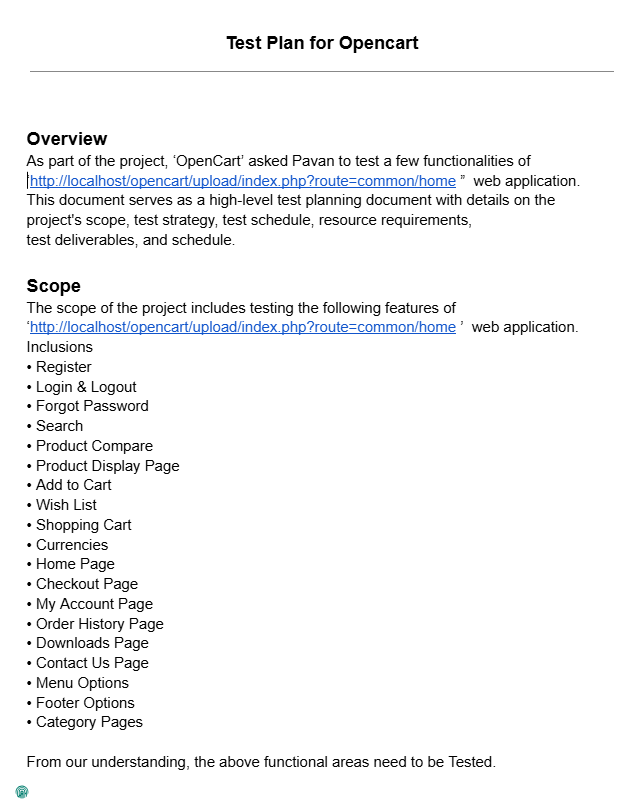 Test Plan for Opencart
Overview
As part of the project, ‘OpenCart’ asked Pavan to test a few functionalities of
‘http://localhost/opencart/upload/index.php?route=common/home ” web application.
This document serves as a high-level test planning document with details on the
project's scope, test strategy, test schedule, resource requirements,
test deliverables, and schedule.
Scope
The scope of the project includes testing the following features of
‘http://localhost/opencart/upload/index.php?route=common/home ’ web application.
Inclusions
• Register
• Login & Logout
• Forgot Password
• Search
• Product Compare
• Product Display Page
• Add to Cart
• Wish List
• Shopping Cart
• Currencies
• Home Page
• Checkout Page
• My Account Page
• Order History Page
• Downloads Page
• Contact Us Page
• Menu Options
• Footer Options
• Category Pages
From our understanding, the above functional areas need to be Tested.